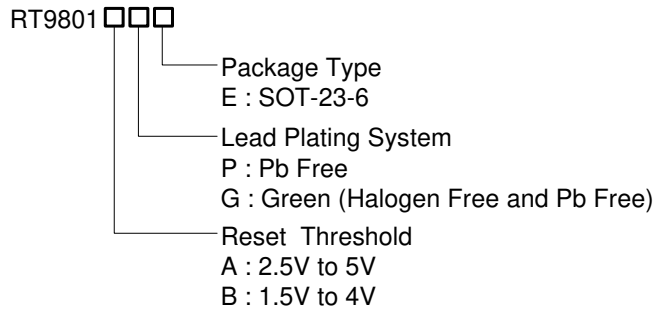 RT9801□□□
Package Type
E : SOT-23-6
Lead Plating System
P : Pb Free
G : Green (Halogen Free and Pb Free)
Reset Threshold
A : 2.5V to 5V
B : 1.5V to 4V